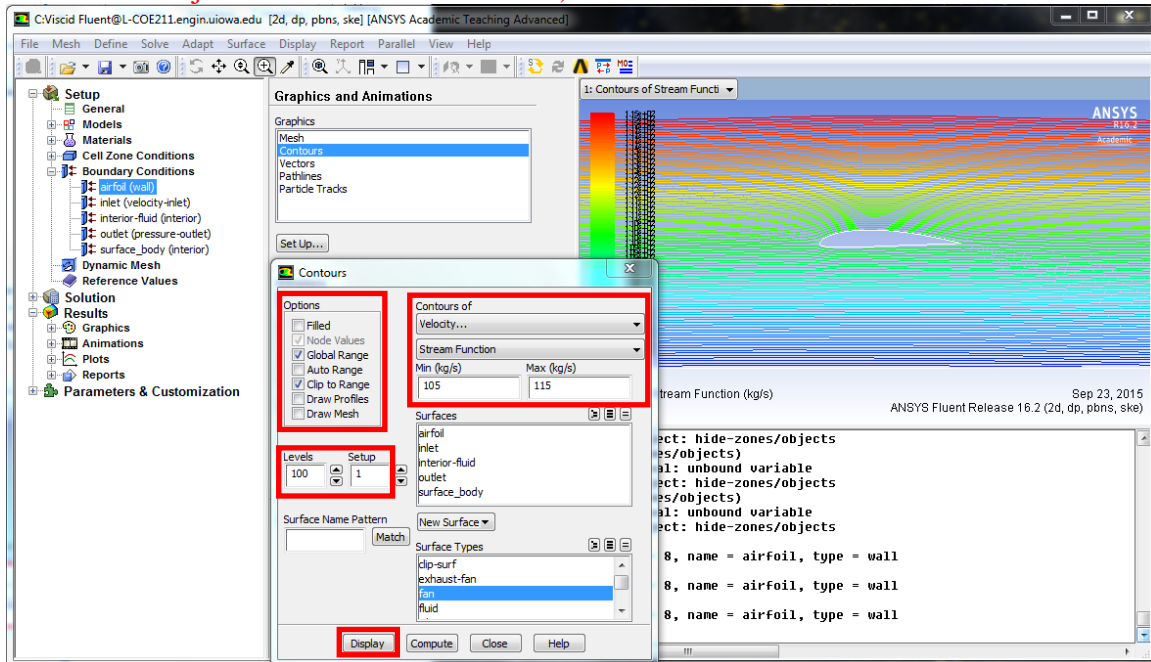 C:Viscid Fluent@L-COE211.engin.uiowa.edu [2d, dp, pbns, ske] [ANSYS Academic Teaching Advanced]
File Mesh Define Solve Adapt Surface Display Report Parallel View Help
Setup
General
Models
Materials
Cell Zone Conditions
Boundary Conditions
airfoil (wall)
inlet (velocity-inlet)
interior-fluid (interior)
outlet (pressure-outlet)
surface_body (interior)
Dynamic Mesh
Reference Values
Solution
Results
Graphics
Animations
Plots
Reports
Parameters & Customization
Graphics and Animations
Graphics
Mesh
Contours
Vectors
Pathlines
Particle Tracks
Set Up...
1: Contours of Stream Functi
ANSYS
R16.2
Academic
Contours
Options
Filled
Node Values
Global Range
Auto Range
Clip to Range
Draw Profiles
Draw Mesh
Levels Setup
100 1
Surface Name Pattern
Match
Contours of
Velocity...
Stream Function
Min (kg/s) Max (kg/s)
105 115
Surfaces
airfoil
inlet
interior-fluid
outlet
surface_body
New Surface
Surface Types
clip-surf
exhaust-fan
fan
fluid
Display Compute Close Help
tream Function (kg/s) Sep 23, 2015
ANSYS Fluent Release 16.2 (2d, dp, pbns, ske)
ect: hide-zones/objects
es/objects)
al: unbound variable
ect: hide-zones/objects
es/objects)
al: unbound variable
ect: hide-zones/objects
8, name = airfoil, type = wall
8, name = airfoil, type = wall
8, name = airfoil, type = wall